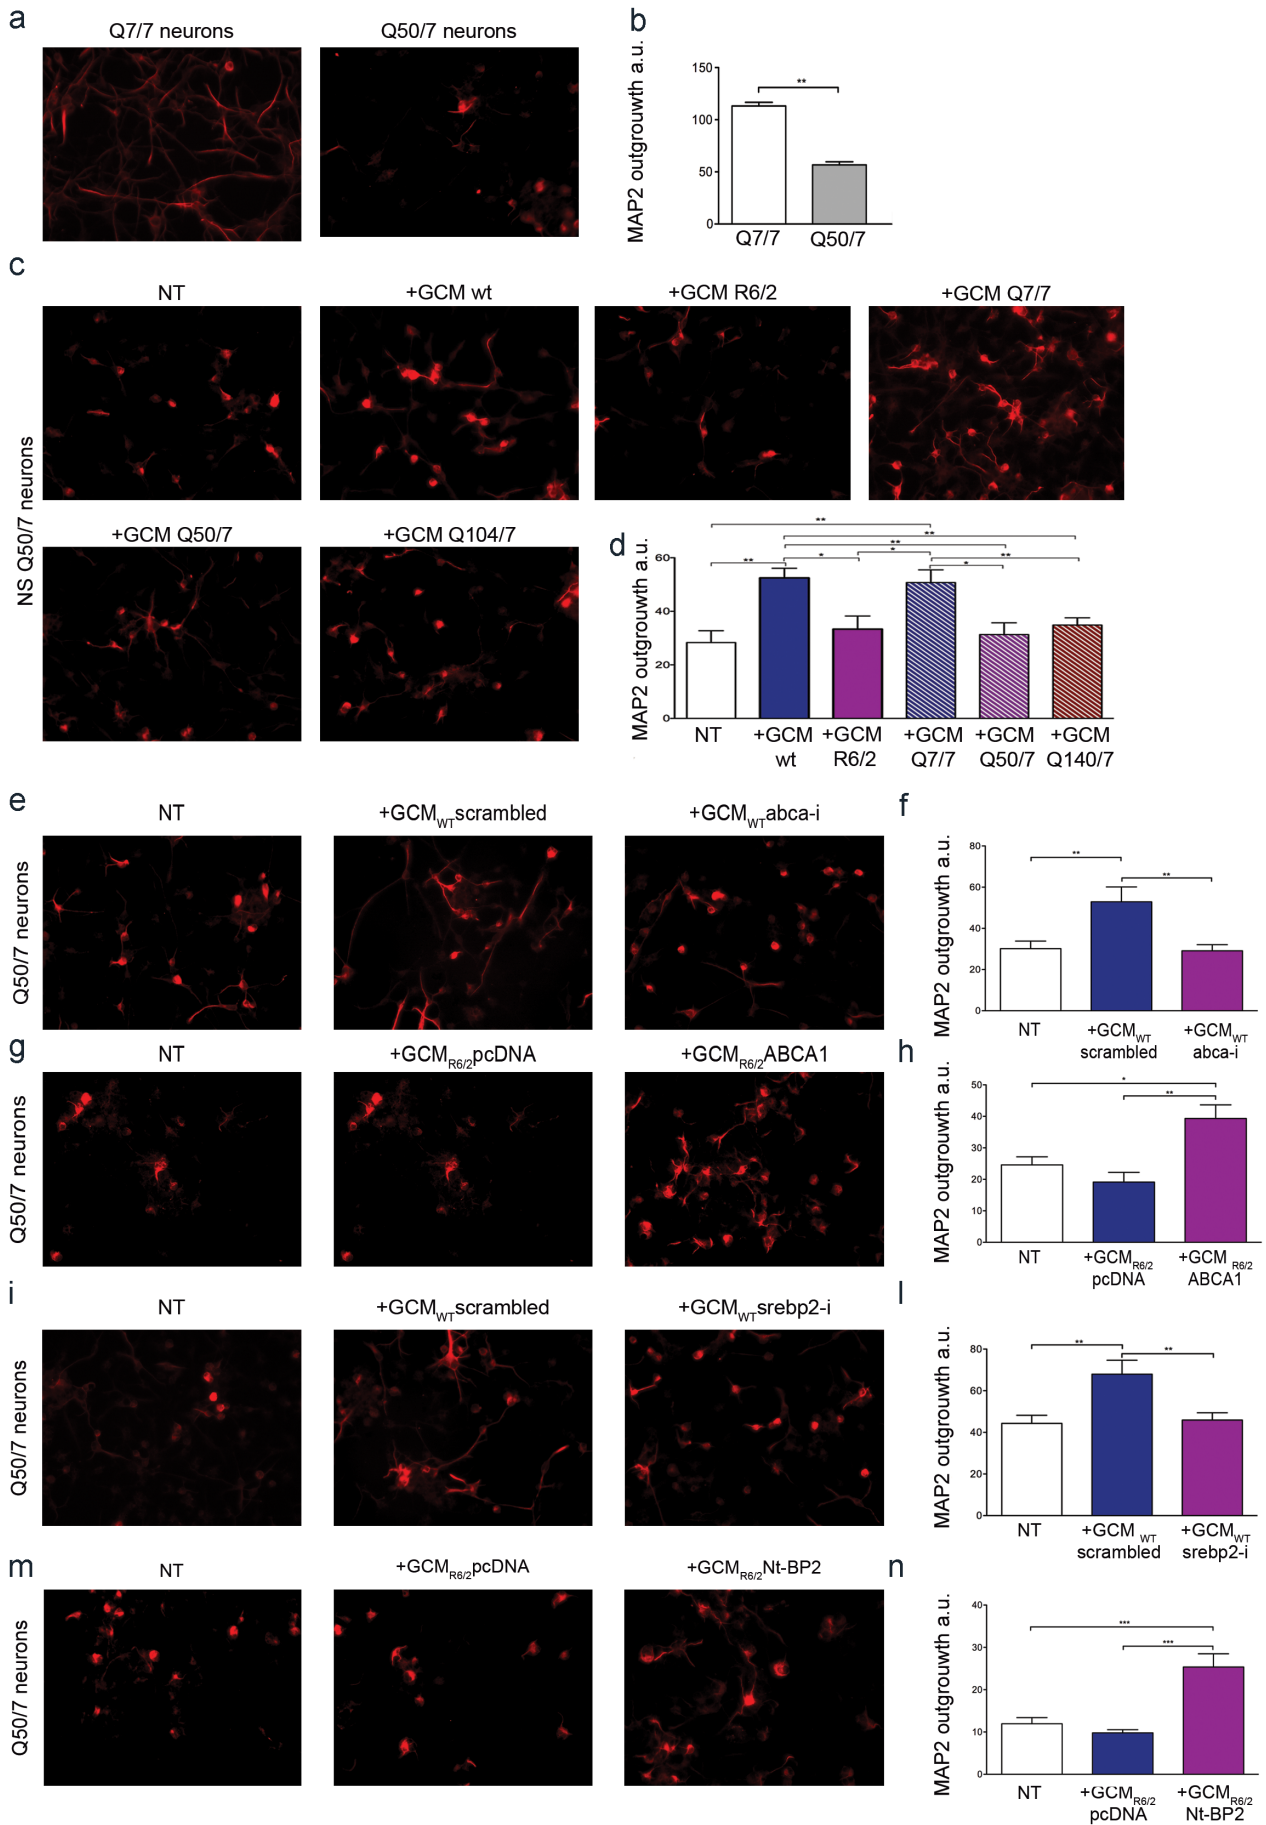 a
Q7/7 neurons
Q50/7 neurons
b
MAP2 outgrouwth a.u.
150
100
50
0
**
Q7/7
Q50/7
c
NS Q50/7 neurons
NT
+GCM wt
+GCM R6/2
+GCM Q7/7
+GCM Q50/7
+GCM Q104/7
d
MAP2 outgrouwth a.u.
60
40
20
0
**
**
**
*
** * **
*
NT
+GCM wt
+GCM R6/2
+GCM Q7/7
+GCM Q50/7
+GCM Q140/7
e
Q50/7 neurons
NT
+GCMWTscrambled
+GCMWTabca-i
f
MAP2 outgrouwth a.u.
80
60
40
20
0
**
**
NT
+GCMWT scrambled
+GCMWT abca-i
g
Q50/7 neurons
NT
+GCMR6/2pcDNA
+GCMR6/2ABCA1
h
MAP2 outgrouwth a.u.
50
40
30
20
10
0
*
**
NT
+GCMR6/2 pcDNA
+GCM R6/2 ABCA1
i
Q50/7 neurons
NT
+GCMWTscrambled
+GCMWTsrebp2-i
l
MAP2 outgrouwth a.u.
80
60
40
20
0
**
**
NT
+GCM WT scrambled
+GCMWT srebp2-i
m
Q50/7 neurons
NT
+GCMR6/2pcDNA
+GCMR6/2Nt-BP2
n
MAP2 outgrouwth a.u.
40
30
20
10
0
***
***
NT
+GCMR6/2 pcDNA
+GCMR6/2 Nt-BP2